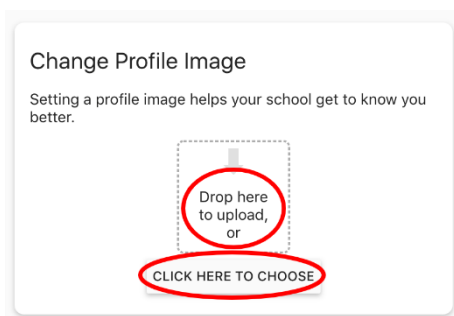 Change Profile Image
Setting a profile image helps your school get to know you
better.
Drop here
to upload,
or
CLICK HERE TO CHOOSE